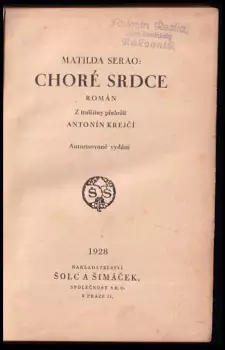 MATILDA SERAO:
CHORÉ SRDCE
ROMÁN
Z italštiny přeložil
ANTONÍN KREJČÍ
Autorisované vydání
S S
1928
NAKLADATELSTVÍ
ŠOLC A ŠIMÁČEK,
SPOLEČNOST S R. O.
V PRAZE II.